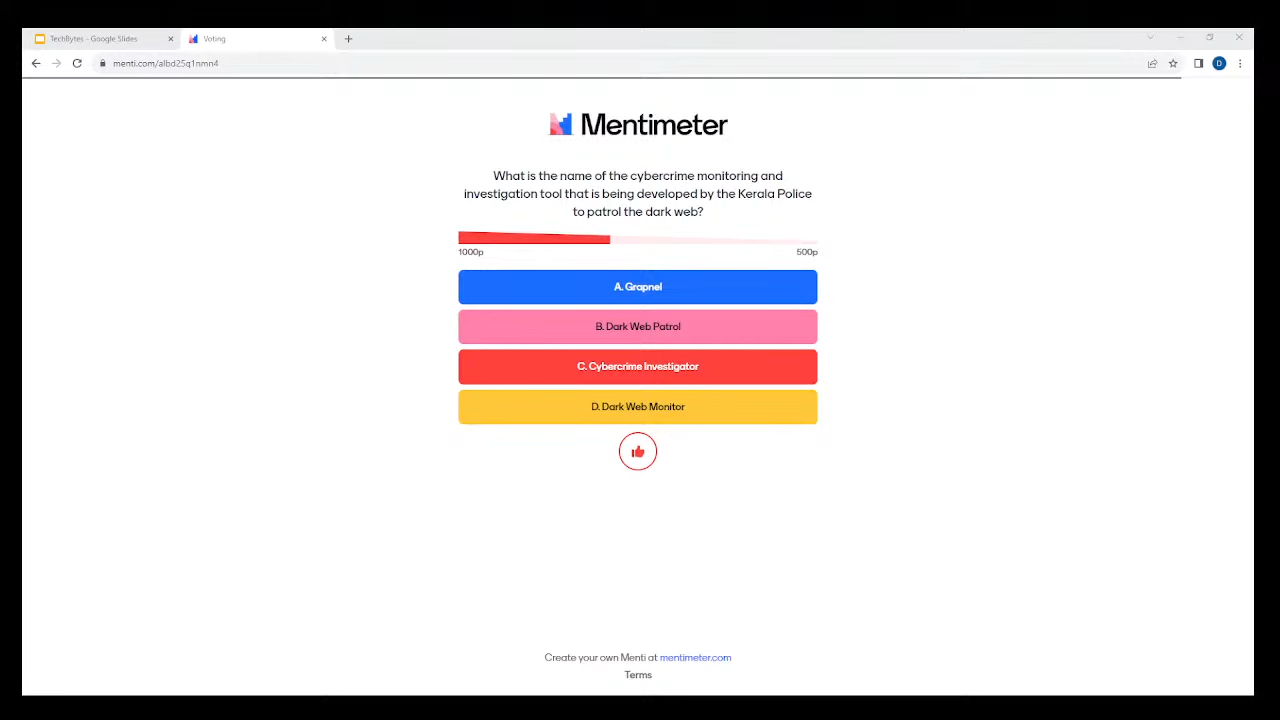 TechBytes - Google Slides
Voting
menti.com/albd25q1nmn4
D
Mentimeter
What is the name of the cybercrime monitoring and
investigation tool that is being developed by the Kerala Police
to patrol the dark web?
1000p
500p
A. Grapnel
B. Dark Web Patrol
C. Cybercrime Investigator
D. Dark Web Monitor
Create your own Menti at mentimeter.com
Terms